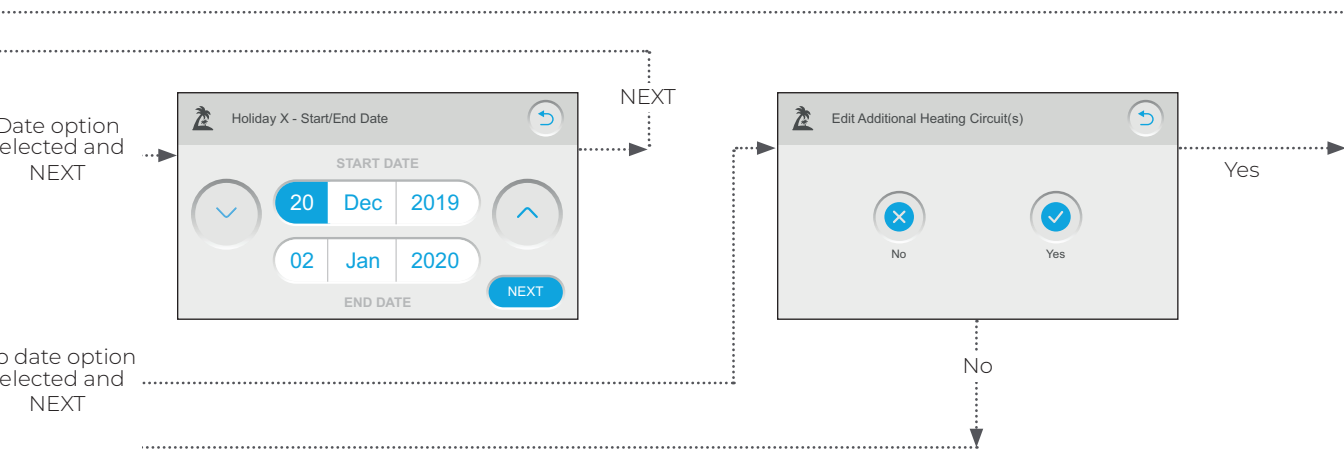 NEXT
Date option
elected and
NEXT
Holiday X - Start/End Date
START DATE
20 Dec 2019
02 Jan 2020
END DATE
NEXT
Edit Additional Heating Circuit(s)
No
Yes
Yes
o date option
elected and
NEXT
No